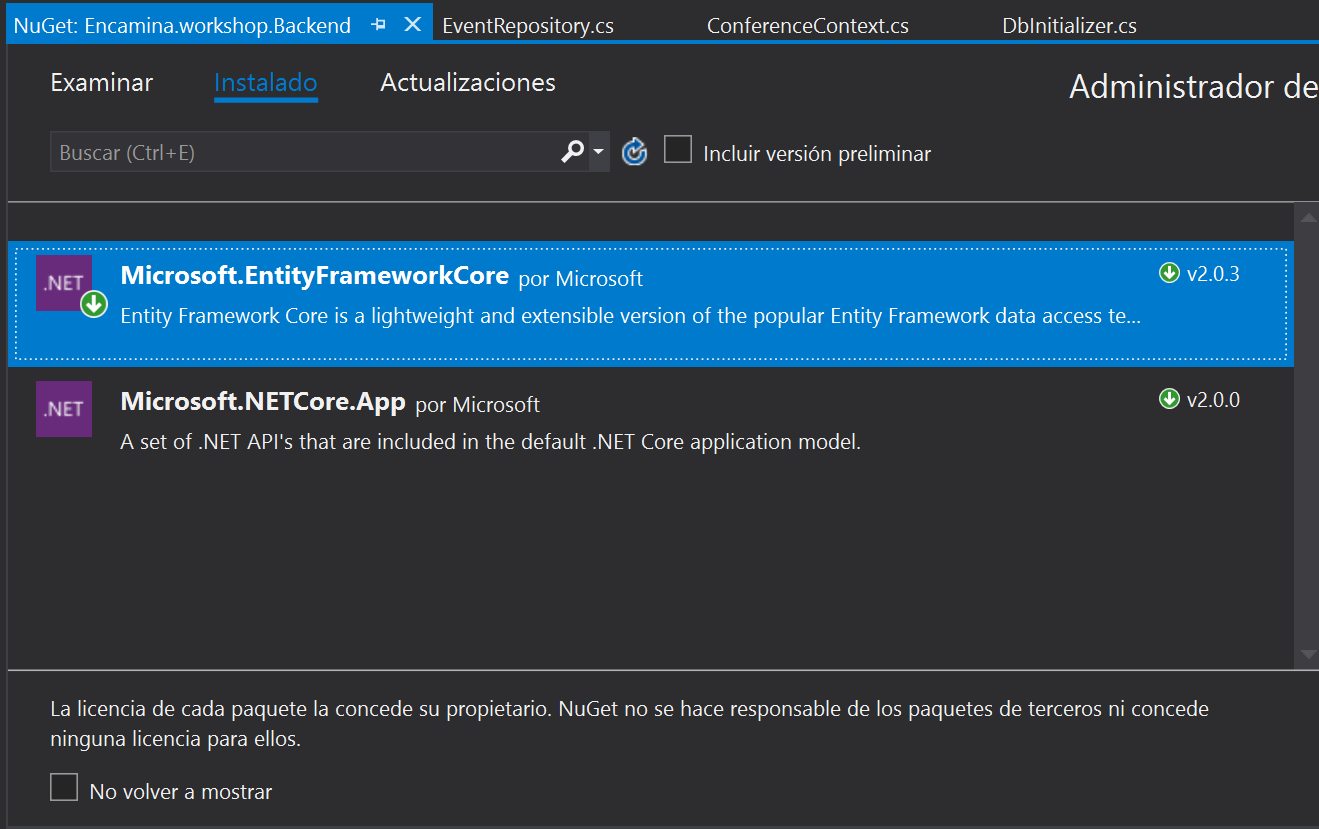 NuGet: Encamina.workshop.Backend EventRepository.cs ConferenceContext.cs DbInitializer.cs
Examinar Instalado Actualizaciones Administrador de
Buscar (Ctrl+E) Incluir versión preliminar
.NET Microsoft.EntityFrameworkCore por Microsoft v2.0.3
Entity Framework Core is a lightweight and extensible version of the popular Entity Framework data access te...
.NET Microsoft.NETCore.App por Microsoft v2.0.0
A set of .NET API's that are included in the default .NET Core application model.
La licencia de cada paquete la concede su propietario. NuGet no se hace responsable de los paquetes de terceros ni concede
ninguna licencia para ellos.
No volver a mostrar